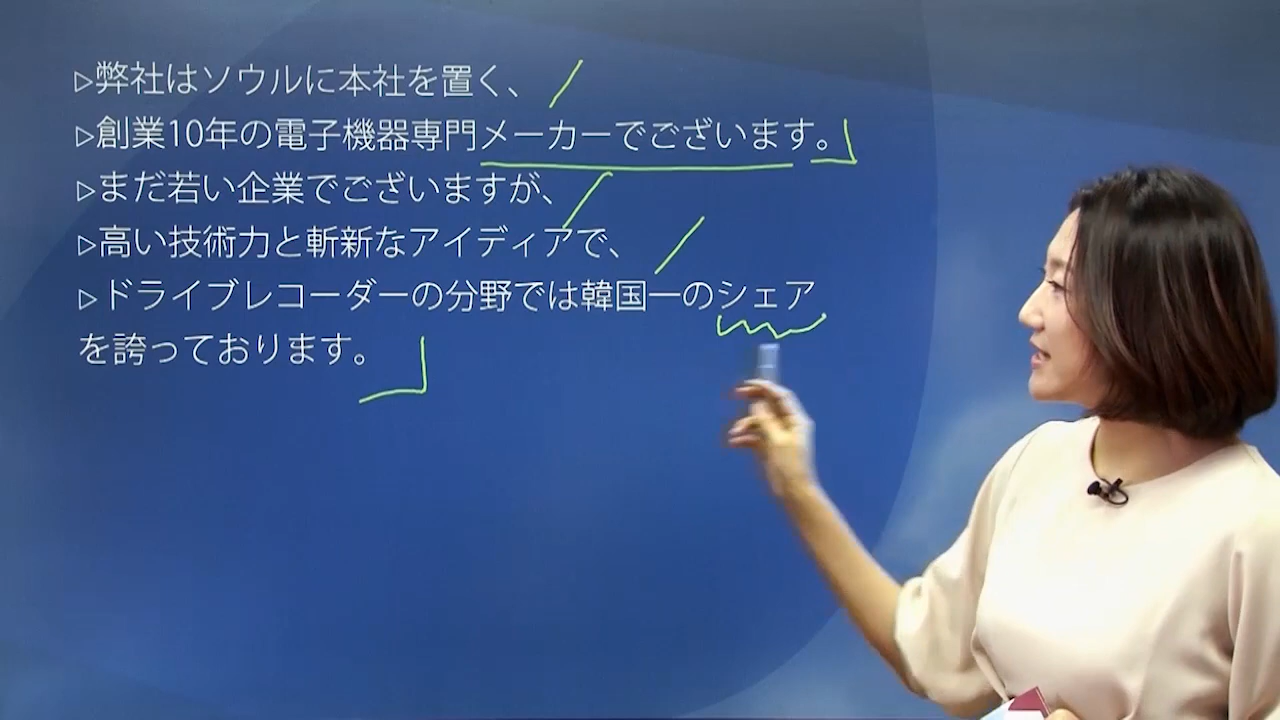 ▷弊社はソウルに本社を置く、
▷創業10年の電子機器専門メーカーでございます。
▷まだ若い企業でございますが、
▷高い技術力と斬新なアイディアで、
▷ドライブレコーダーの分野では韓国一のシェア
を誇っております。